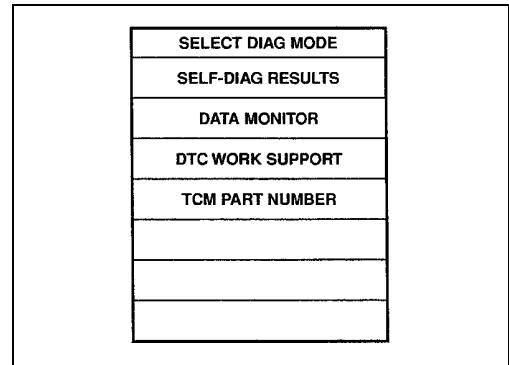 SELECT DIAG MODE
SELF-DIAG RESULTS
DATA MONITOR
DTC WORK SUPPORT
TCM PART NUMBER